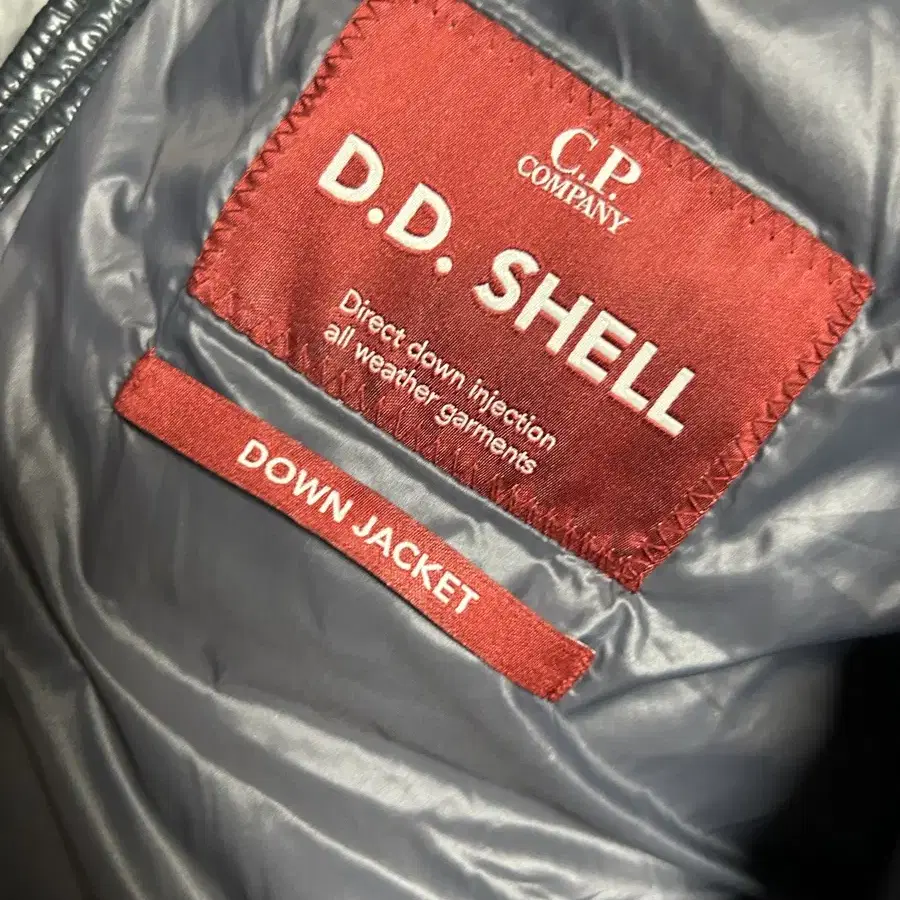 C.P.
COMPANY
D.D. SHELL
Direct down injection
all weather garments
DOWN JACKET